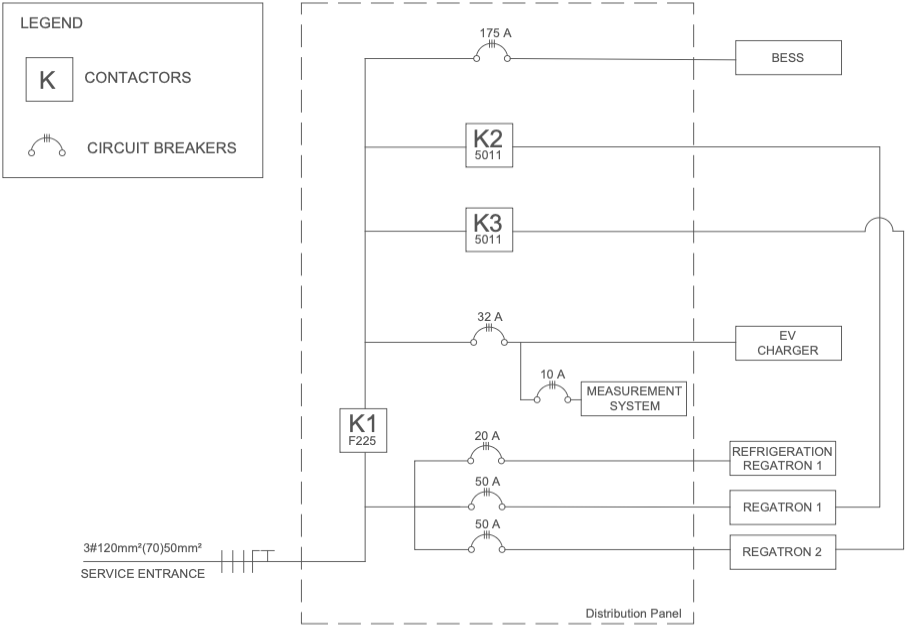 LEGEND
K
CONTACTORS
CIRCUIT BREAKERS
175 A
BESS
K2
5011
K3
5011
32 A
EV
CHARGER
10 A
MEASUREMENT
SYSTEM
K1
F225
20 A
REFRIGERATION
REGATRON 1
50 A
REGATRON 1
50 A
REGATRON 2
3#120mm²(70)50mm²
SERVICE ENTRANCE
Distribution Panel